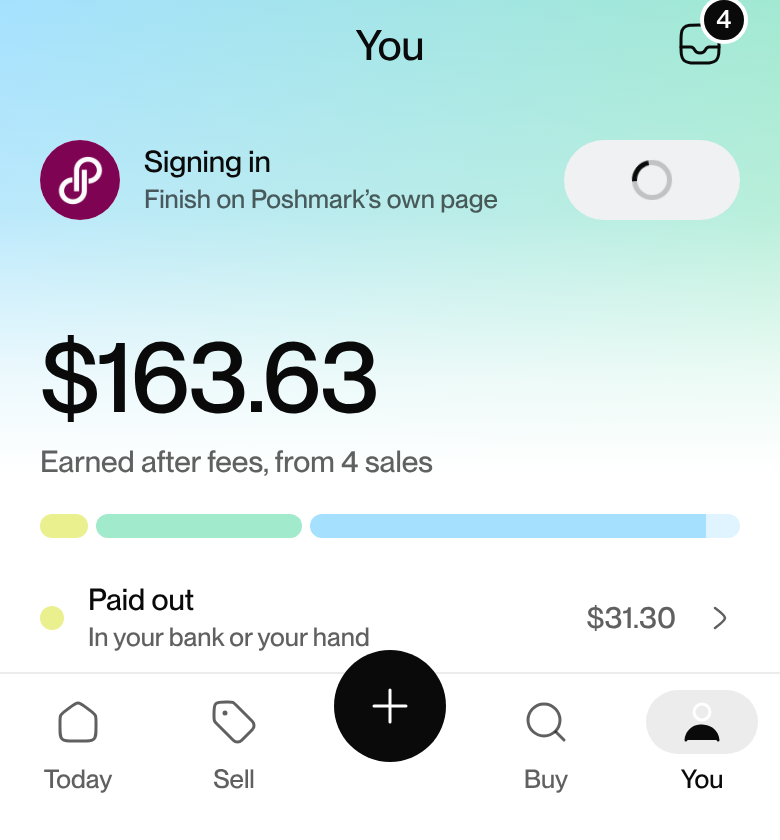 You
4
Signing in
Finish on Poshmark’s own page
$163.63
Earned after fees, from 4 sales
Paid out
In your bank or your hand
$31.30
Today
Sell
Buy
You